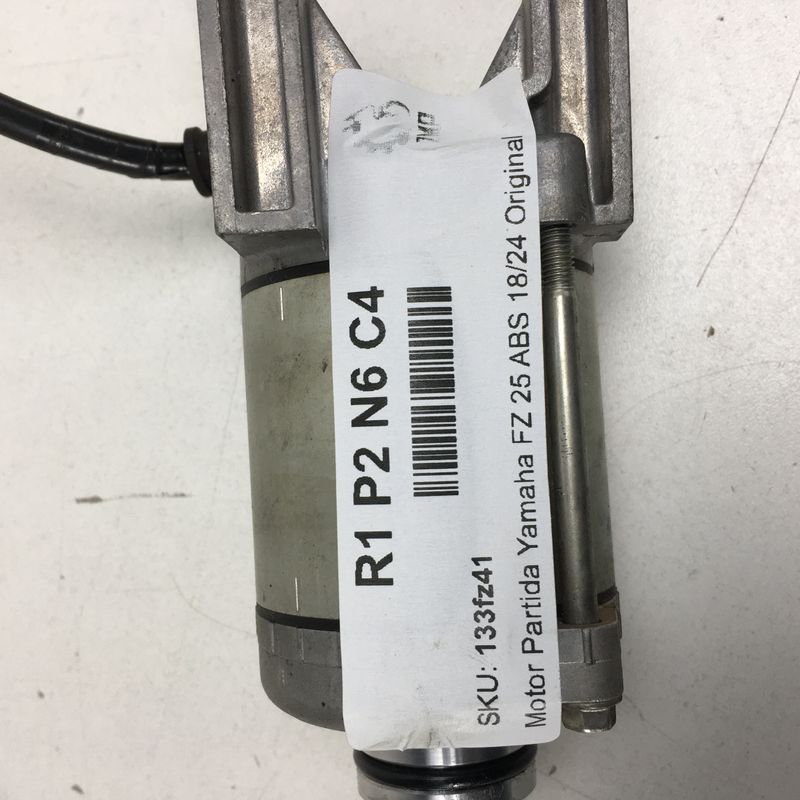 R1 P2 N6 C4
SKU: 133fz41
Motor Partida Yamaha FZ 25 ABS 18/24 Original